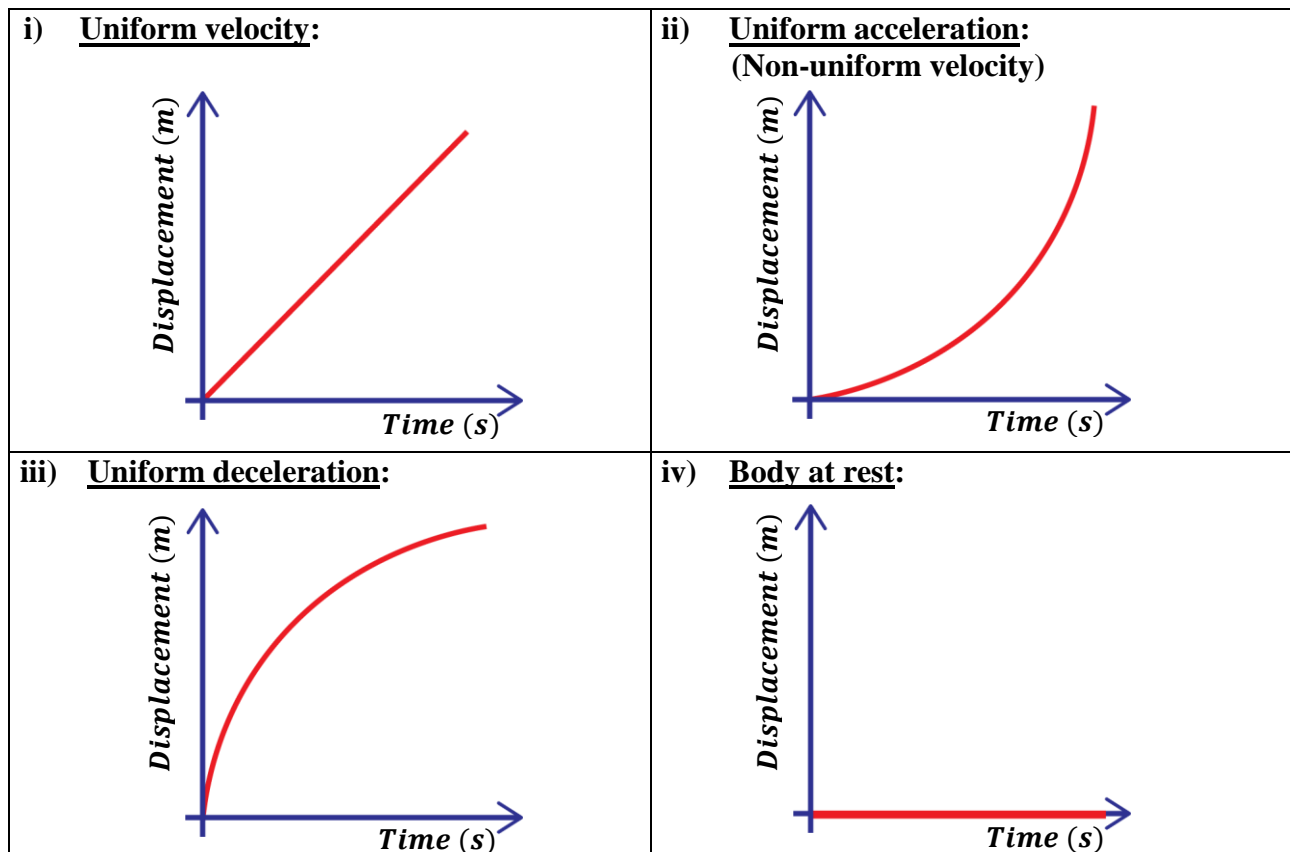 i) Uniform velocity:
Displacement (m)
Time (s)
ii) Uniform acceleration:
(Non-uniform velocity)
Displacement (m)
Time (s)
iii) Uniform deceleration:
Displacement (m)
Time (s)
iv) Body at rest:
Displacement (m)
Time (s)